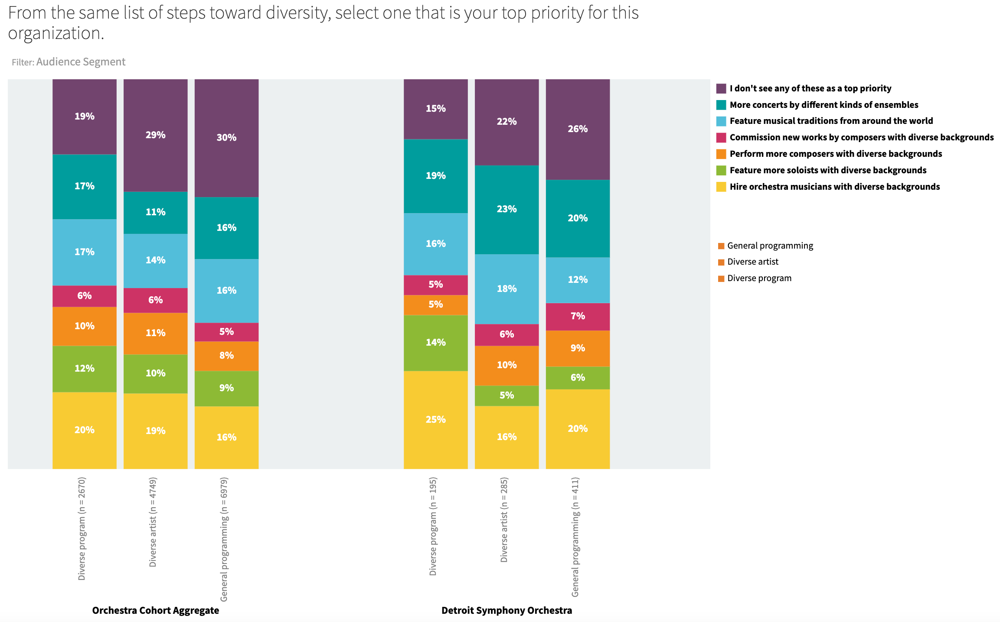 From the same list of steps toward diversity, select one that is your top priority for this
organization.
Filter: Audience Segment
19%
17%
17%
6%
10%
12%
20%
29%
11%
14%
6%
11%
10%
19%
30%
16%
16%
5%
8%
9%
16%
15%
19%
16%
5%
5%
14%
25%
22%
23%
18%
6%
10%
5%
16%
26%
20%
12%
7%
9%
6%
20%
I don't see any of these as a top priority
More concerts by different kinds of ensembles
Feature musical traditions from around the world
Commission new works by composers with diverse backgrounds
Perform more composers with diverse backgrounds
Feature more soloists with diverse backgrounds
Hire orchestra musicians with diverse backgrounds
General programming
Diverse artist
Diverse program
Diverse program (n = 2670)
Diverse artist (n = 4749)
General programming (n = 6979)
Diverse program (n = 195)
Diverse artist (n = 285)
General programming (n = 411)
Orchestra Cohort Aggregate
Detroit Symphony Orchestra